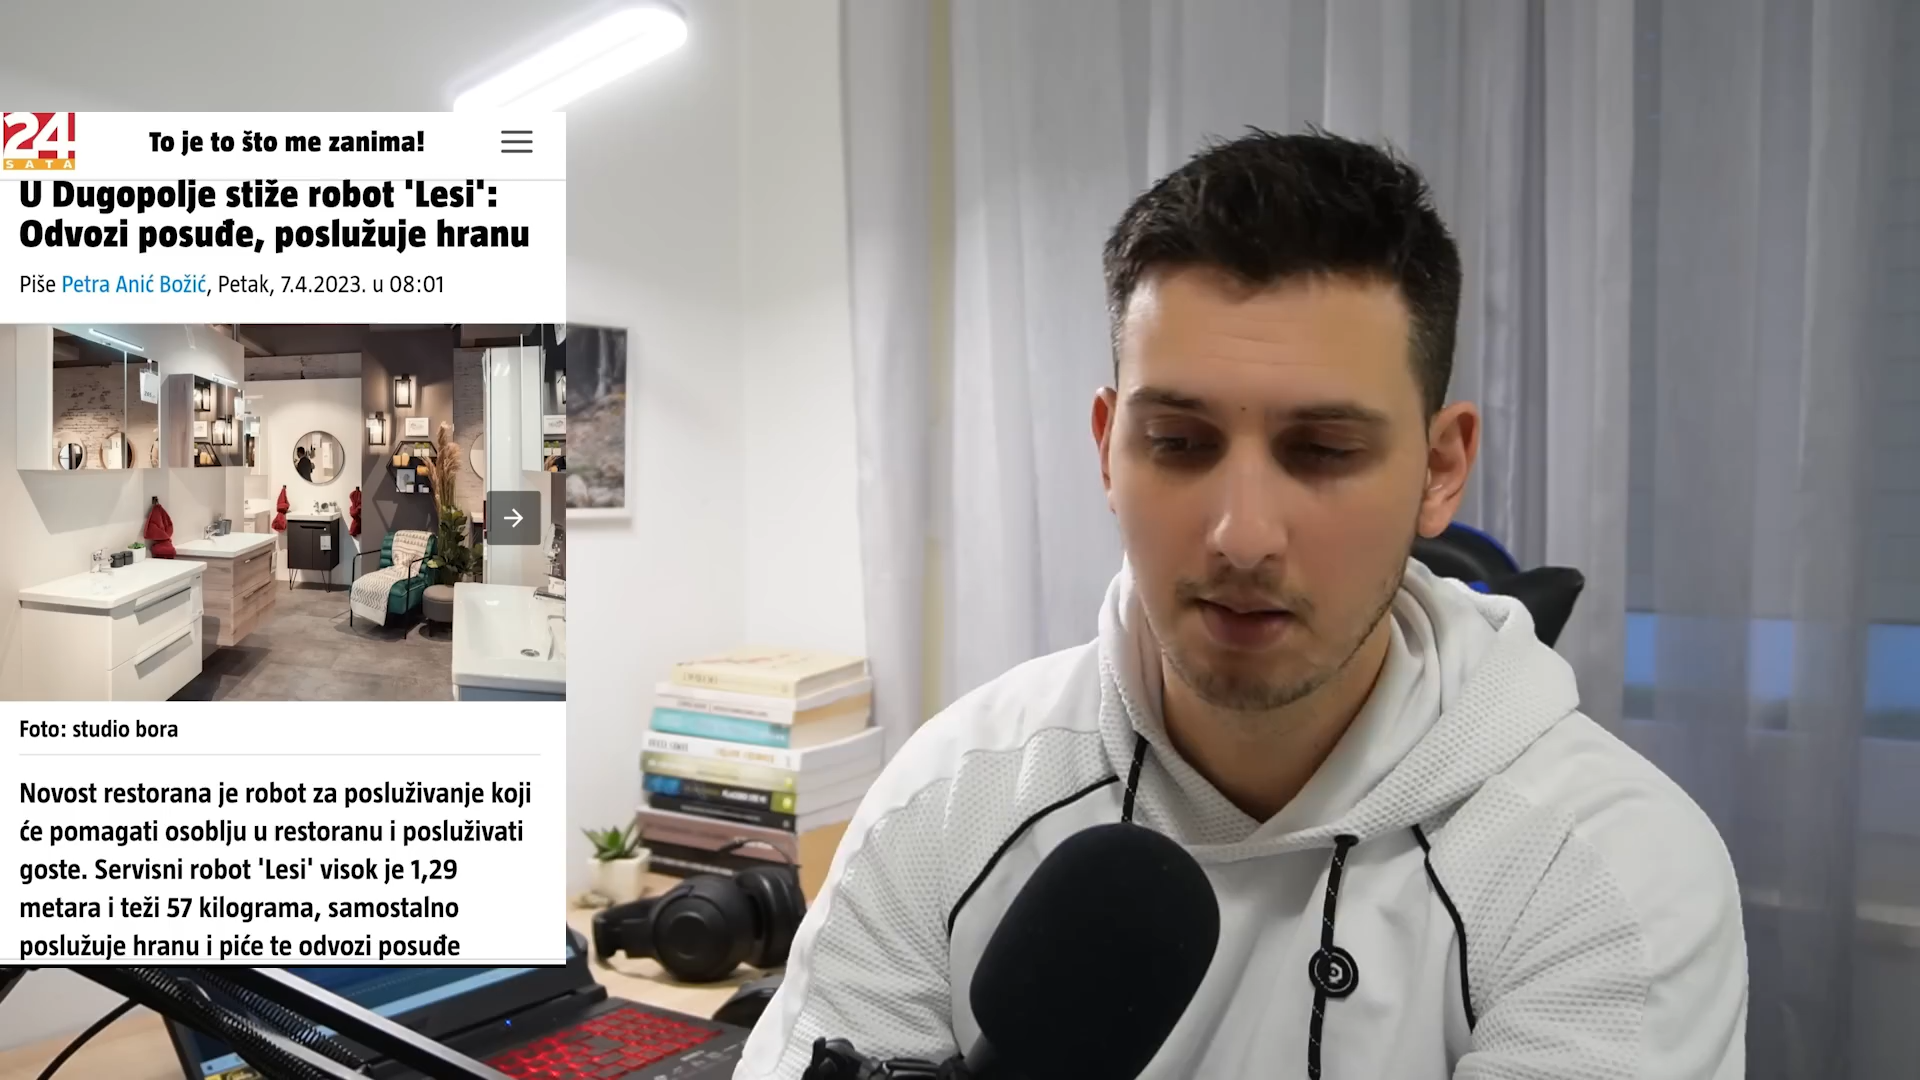 24
SATA
To je to što me zanima!
U Dugopolje stiže robot 'Lesi':
Odvozi posuđe, poslužuje hranu
Piše Petra Anić Božić, Petak, 7.4.2023. u 08:01
Foto: studio bora
Novost restorana je robot za posluživanje koji
će pomagati osoblju u restoranu i posluživati
goste. Servisni robot 'Lesi' visok je 1,29
metara i teži 57 kilograma, samostalno
poslužuje hranu i piće te odvozi posuđe